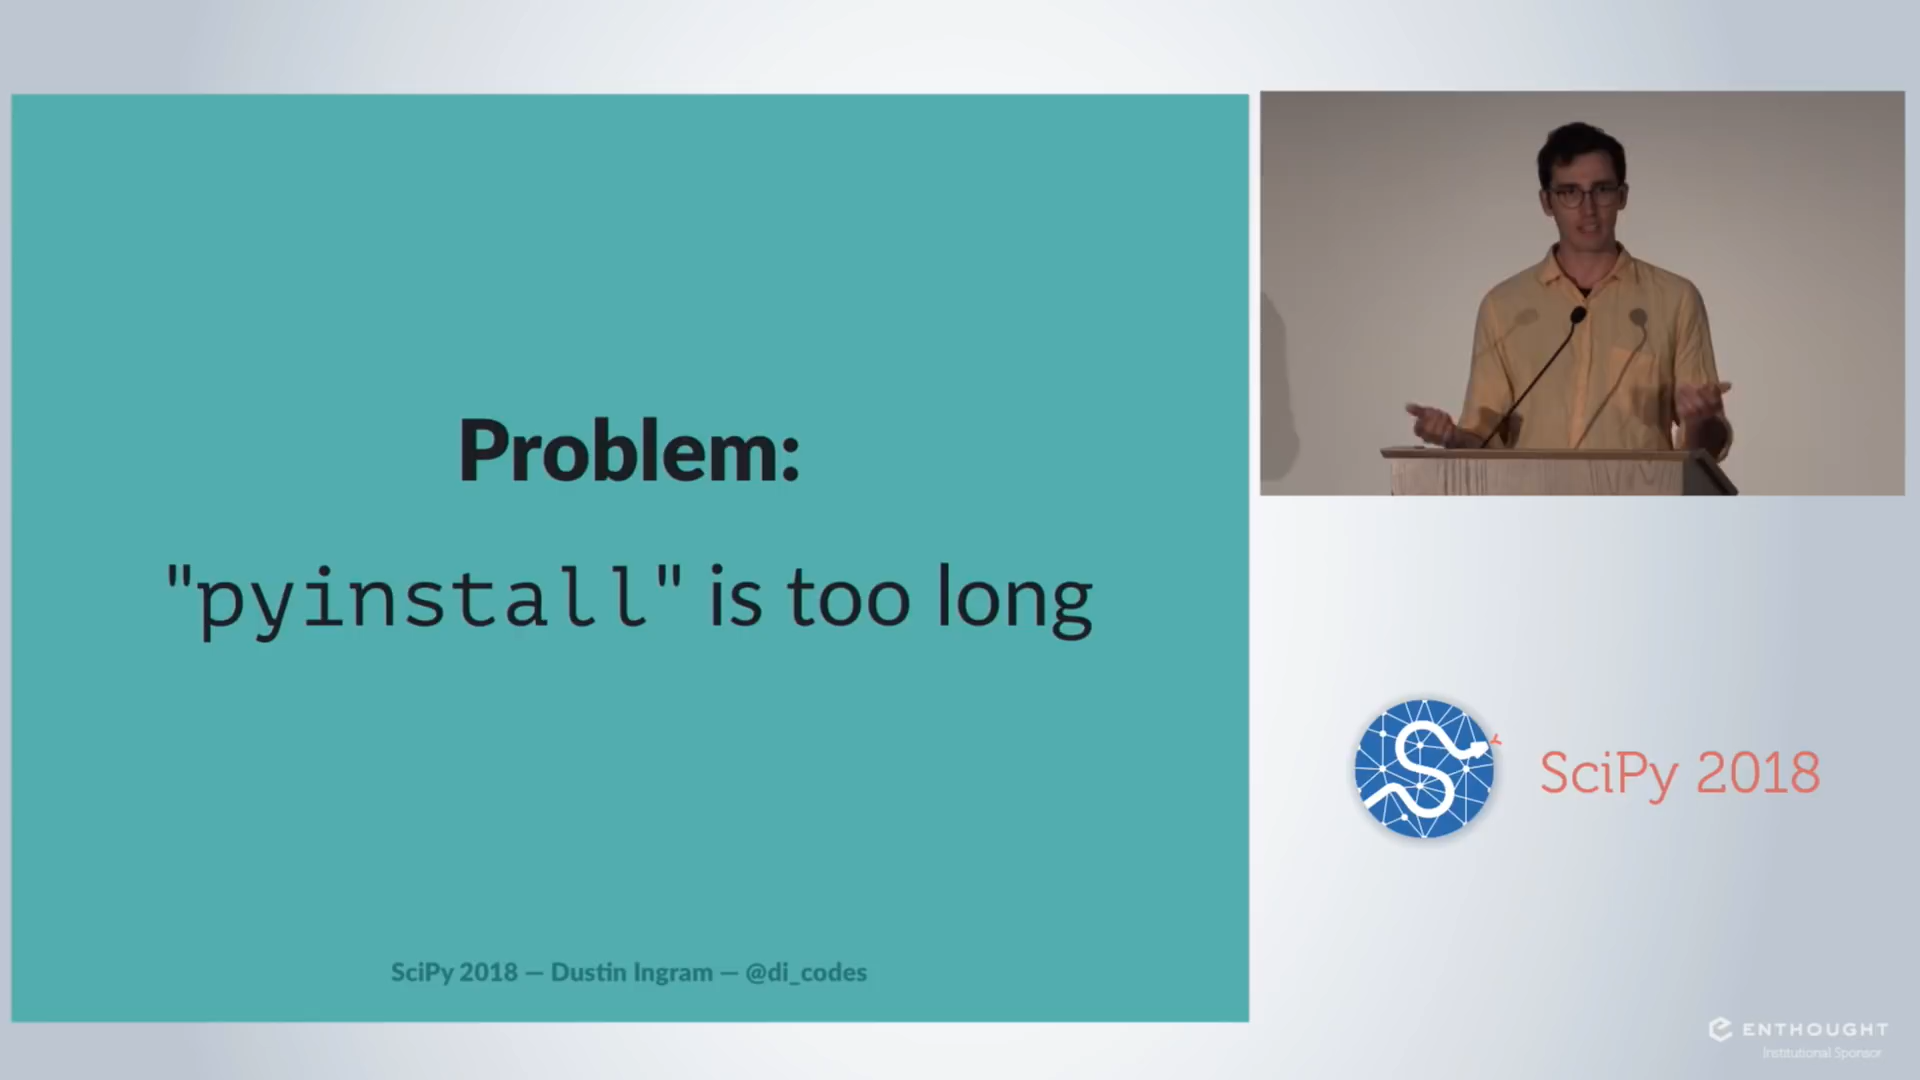 Problem:
"pyinstall" is too long
SciPy 2018 — Dustin Ingram — @di_codes
SciPy 2018
ENTHOUGHT
Institutional Sponsor